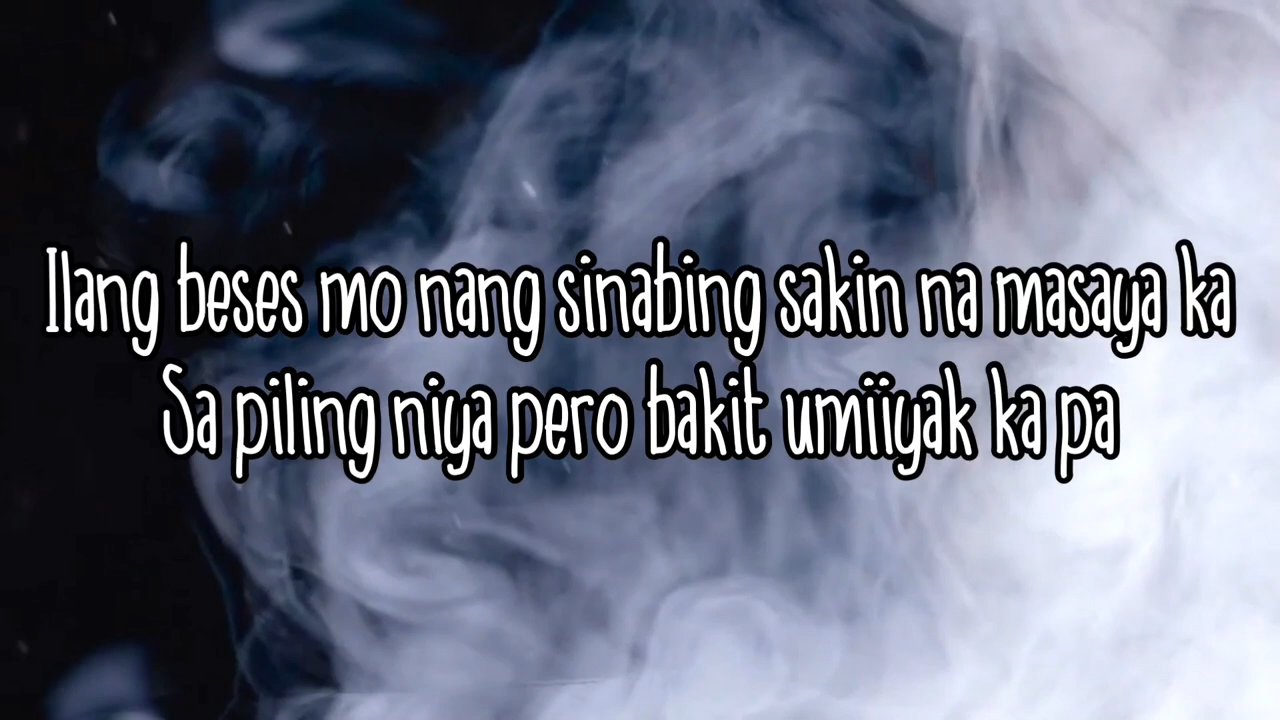 Ilang beses mo nang sinabing sakin na masaya ka
Sa piling niya pero bakit umiiyak ka pa